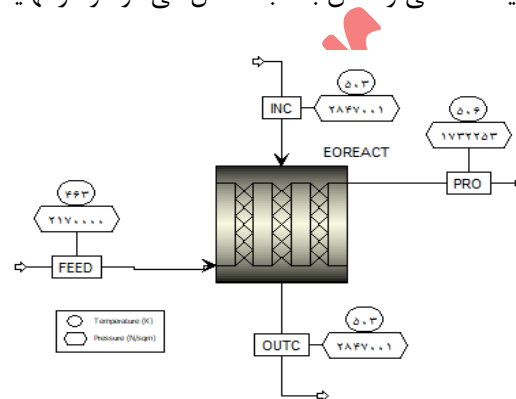 ۵۰۳
INC
۲۸۴۷۰۰۱
۵۰۶
۱۷۳۲۲۵۳
EOREACT
PRO
۴۶۳
۲۱۷۰۰۰۰
FEED
Temperature (K)
Pressure (N/sqm)
۵۰۳
OUTC
۲۸۴۷۰۰۱